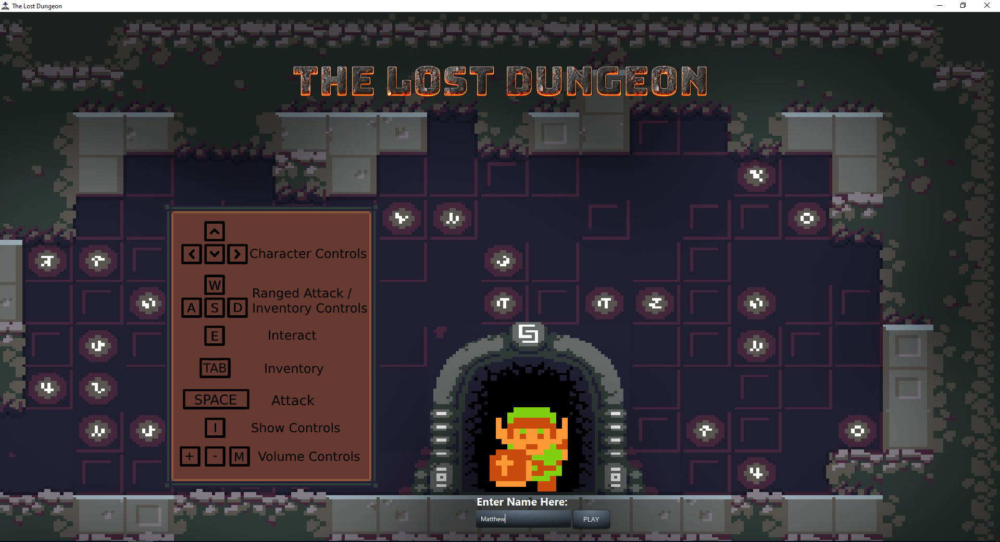 The Lost Dungeon
THE LOST DUNGEON
Character Controls
W
A S D
Ranged Attack /
Inventory Controls
E Interact
TAB Inventory
SPACE Attack
I Show Controls
+ - M Volume Controls
Enter Name Here:
Matthew
PLAY